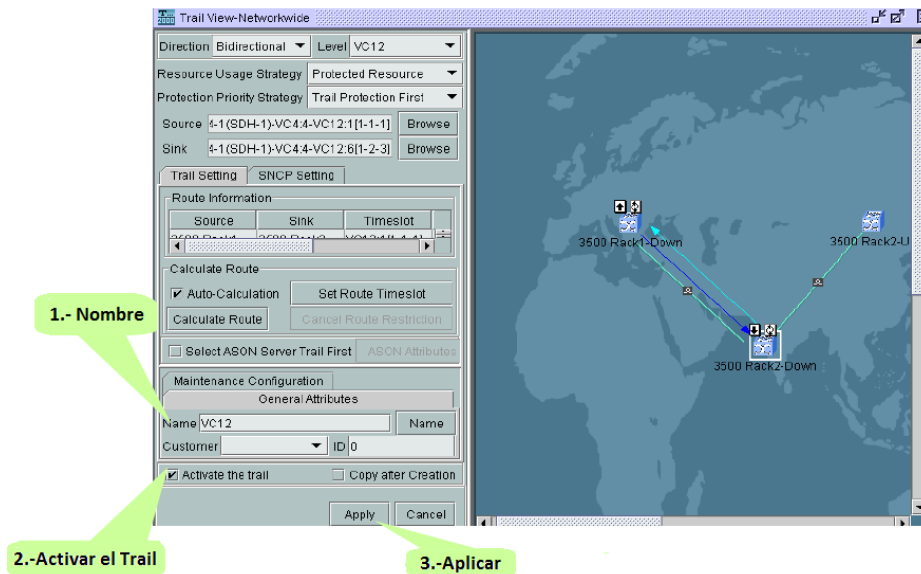 T2000 Trail View-Networkwide
Direction Bidirectional Level VC12
Resource Usage Strategy Protected Resource
Protection Priority Strategy Trail Protection First
Source 4-1(SDH-1)-VC4:4-VC12:1[1-1-1] Browse
Sink 4-1(SDH-1)-VC4:4-VC12:6[1-2-3] Browse
Trail Setting SNCP Setting
Route Information
Source Sink Timeslot
Calculate Route
Auto-Calculation Set Route Timeslot
Calculate Route Cancel Route Restriction
Select ASON Server Trail First ASON Attributes
Maintenance Configuration
General Attributes
Name VC12 Name
Customer ID 0
Activate the trail Copy after Creation
Apply Cancel
3500 Rack1-Down
3500 Rack2-U
3500 Rack2-Down
1.- Nombre
2.-Activar el Trail
3.-Aplicar